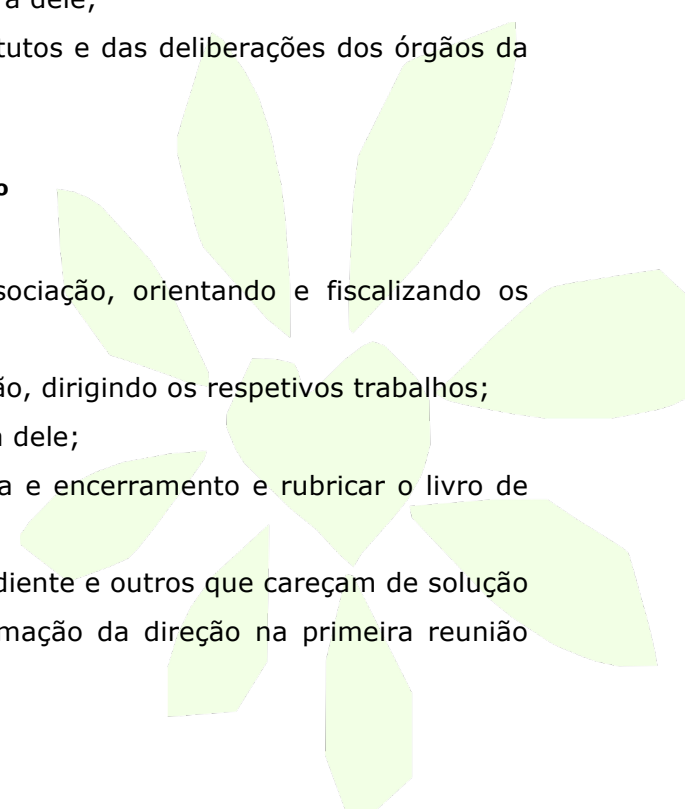 a dele;
tutos e das deliberações dos órgãos da
o
sociação, orientando e fiscalizando os
ão, dirigindo os respetivos trabalhos;
a dele;
a e encerramento e rubricar o livro de
diente e outros que careçam de solução
mação da direção na primeira reunião